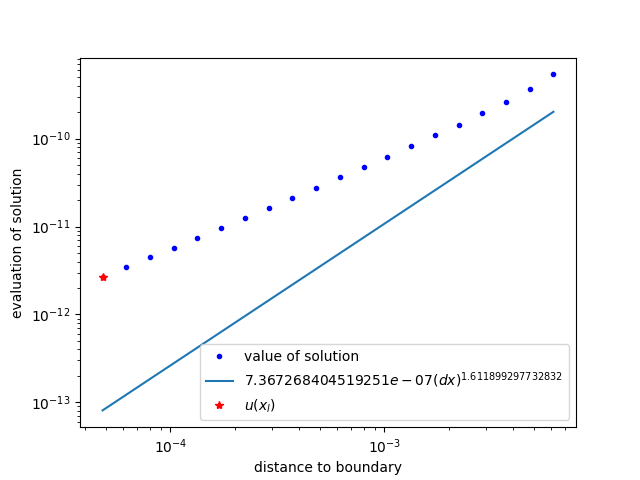 10⁻¹⁰
10⁻¹¹
10⁻¹²
10⁻¹³
evaluation of solution
value of solution
7.367268404519251e − 07(dx)^1.611899297732832
u(x_l)
10⁻⁴
10⁻³
distance to boundary